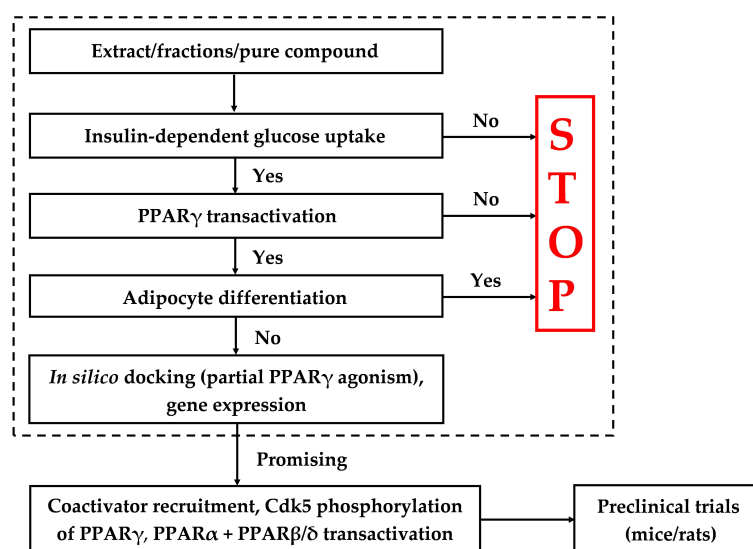 Extract/fractions/pure compound
Insulin-dependent glucose uptake
No
Yes
PPARγ transactivation
No
Yes
Adipocyte differentiation
Yes
No
In silico docking (partial PPARγ agonism),
gene expression
S
T
O
P
Promising
Coactivator recruitment, Cdk5 phosphorylation
of PPARγ, PPARα + PPARβ/δ transactivation
Preclinical trials
(mice/rats)